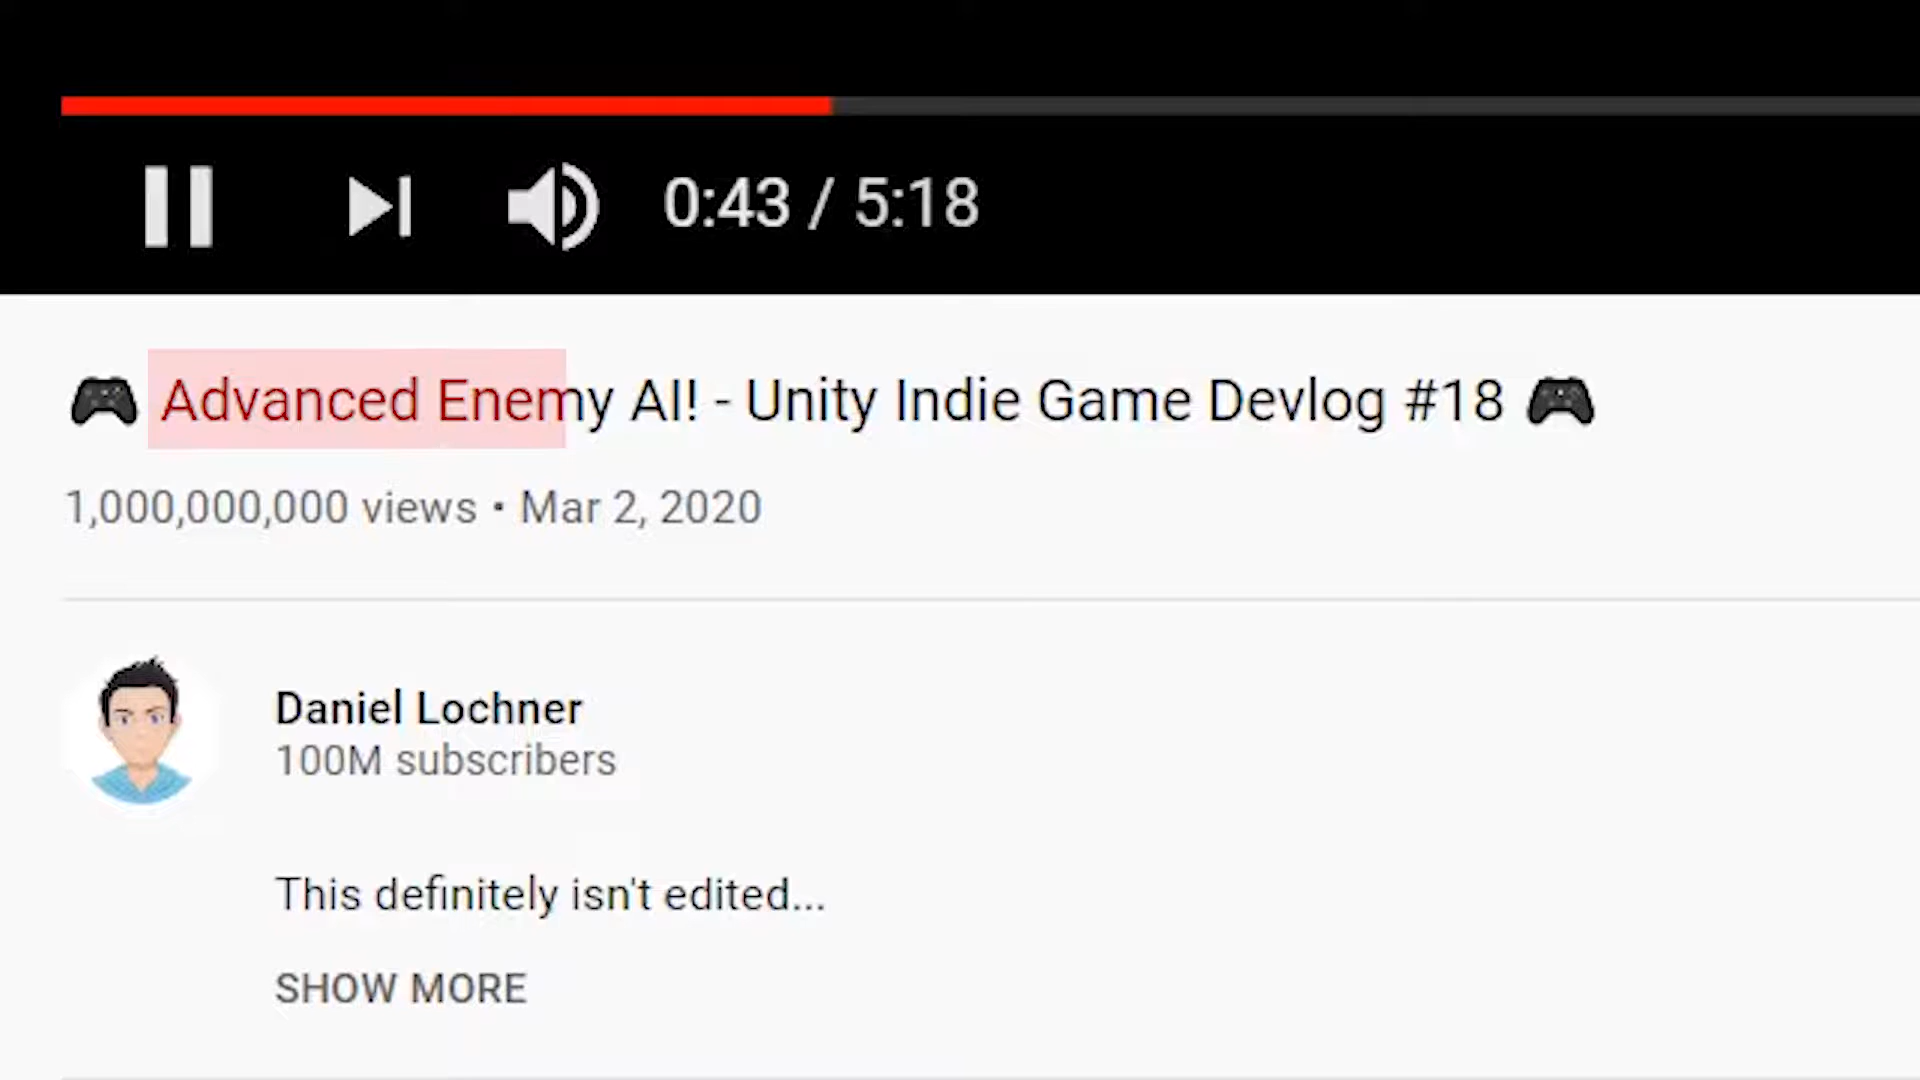 0:43 / 5:18
🎮 Advanced Enemy AI! - Unity Indie Game Devlog #18 🎮
1,000,000,000 views • Mar 2, 2020
Daniel Lochner
100M subscribers
This definitely isn't edited...
SHOW MORE